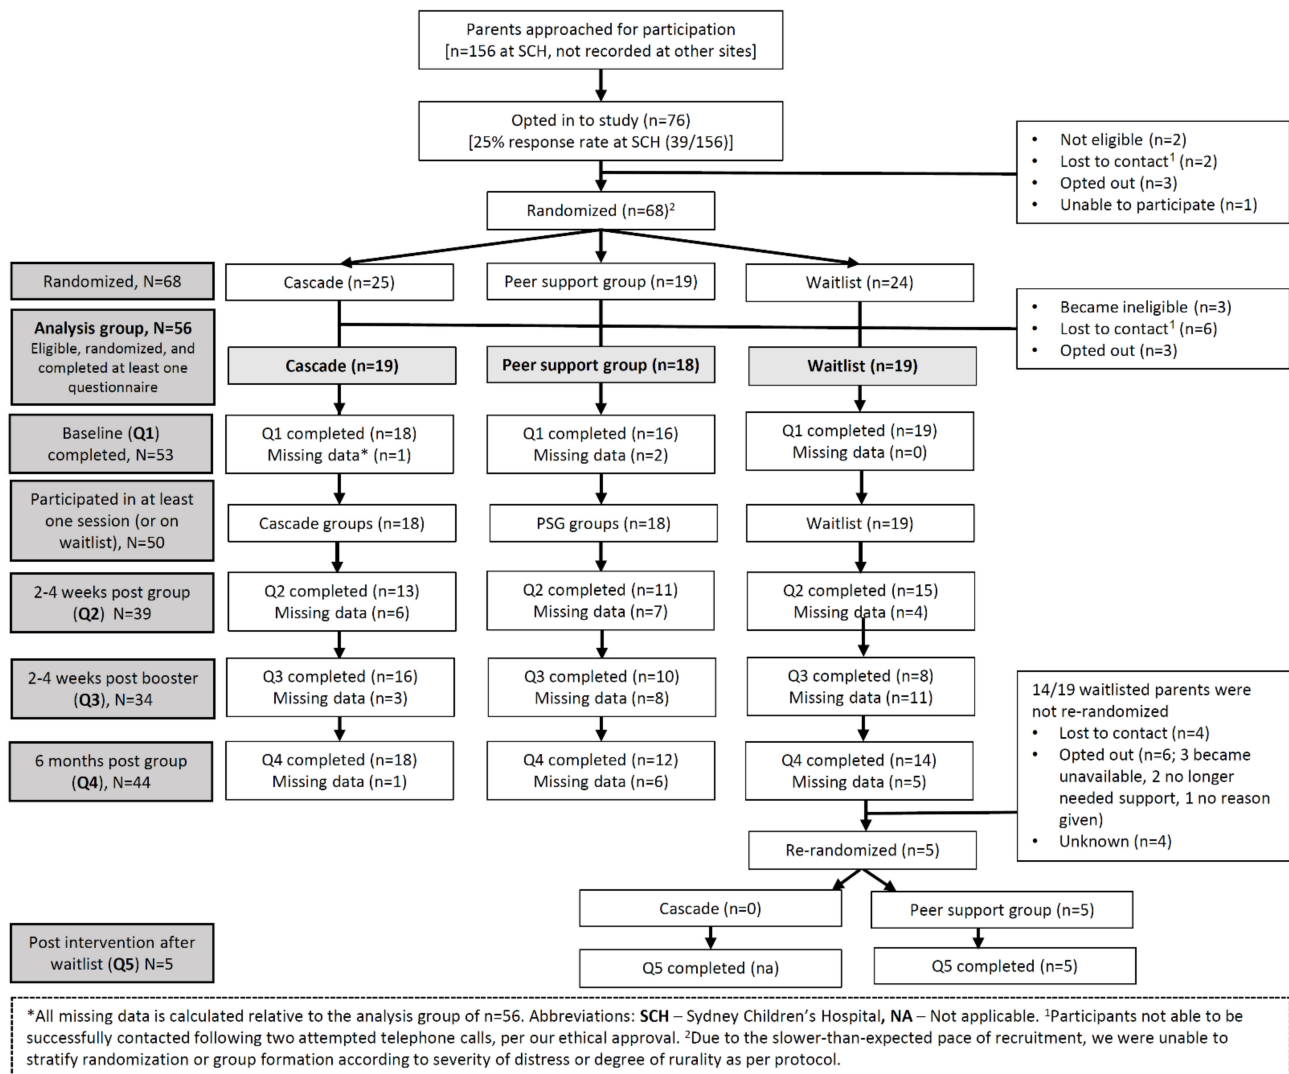 Parents approached for participation
[n=156 at SCH, not recorded at other sites]
Opted in to study (n=76)
[25% response rate at SCH (39/156]
• Not eligible (n=2)
• Lost to contact¹ (n=2)
• Opted out (n=3)
• Unable to participate (n=1)
Randomized (n=68)²
Randomized, N=68
Cascade (n=25)
Peer support group (n=19)
Waitlist (n=24)
• Became ineligible (n=3)
• Lost to contact¹ (n=6)
• Opted out (n=3)
Analysis group, N=56
Eligible, randomized, and
completed at least one
questionnaire
Cascade (n=19)
Peer support group (n=18)
Waitlist (n=19)
Baseline (Q1)
completed, N=53
Q1 completed (n=18)
Missing data* (n=1)
Q1 completed (n=16)
Missing data (n=2)
Q1 completed (n=19)
Missing data (n=0)
Participated in at least
one session (or on
waitlist), N=50
Cascade groups (n=18)
PSG groups (n=18)
Waitlist (n=19)
2-4 weeks post group
(Q2) N=39
Q2 completed (n=13)
Missing data (n=6)
Q2 completed (n=11)
Missing data (n=7)
Q2 completed (n=15)
Missing data (n=4)
2-4 weeks post booster
(Q3), N=34
Q3 completed (n=16)
Missing data (n=3)
Q3 completed (n=10)
Missing data (n=8)
Q3 completed (n=8)
Missing data (n=11)
6 months post group
(Q4), N=44
Q4 completed (n=18)
Missing data (n=1)
Q4 completed (n=12)
Missing data (n=6)
Q4 completed (n=14)
Missing data (n=5)
14/19 waitlisted parents were
not re-randomized
• Lost to contact (n=4)
• Opted out (n=6; 3 became
unavailable, 2 no longer
needed support, 1 no reason
given)
• Unknown (n=4)
Re-randomized (n=5)
Cascade (n=0)
Peer support group (n=5)
Post intervention after
waitlist (Q5) N=5
Q5 completed (na)
Q5 completed (n=5)
*All missing data is calculated relative to the analysis group of n=56. Abbreviations: SCH – Sydney Children's Hospital, NA – Not applicable. ¹Participants not able to be
successfully contacted following two attempted telephone calls, per our ethical approval. ²Due to the slower-than-expected pace of recruitment, we were unable to
stratify randomization or group formation according to severity of distress or degree of rurality as per protocol.